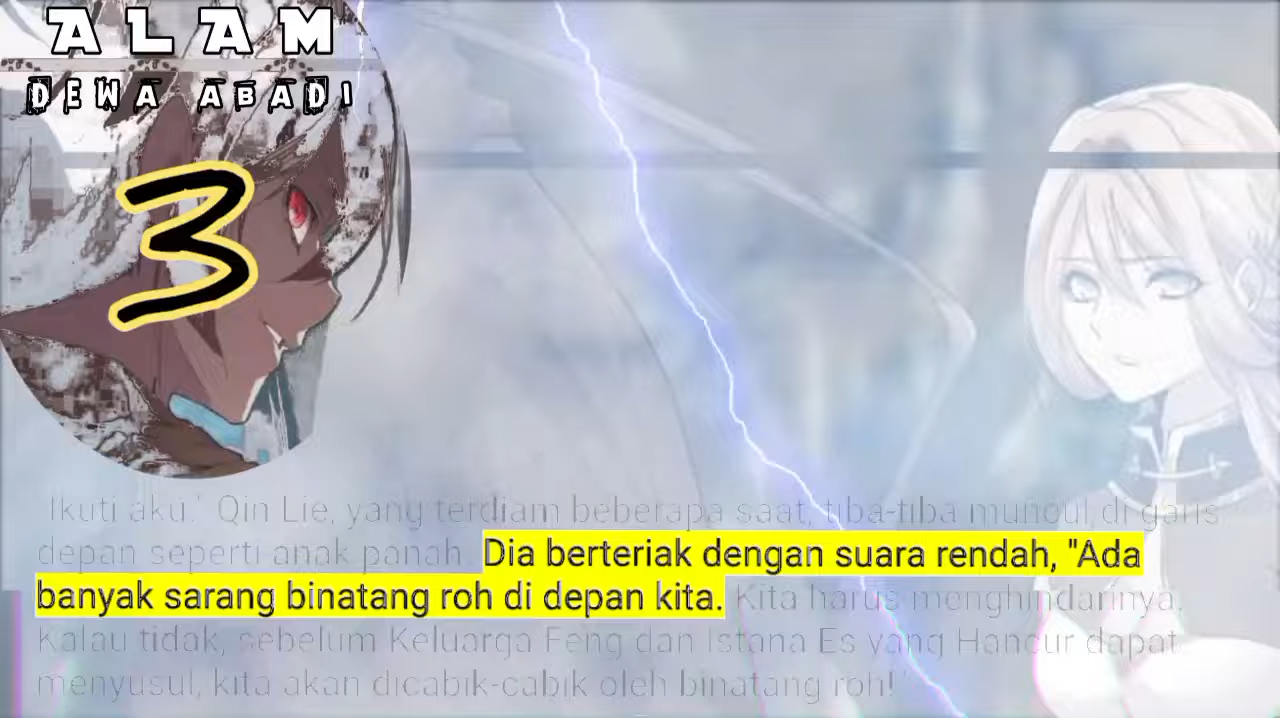 ALAM
DEWA ABADI
3
'Ikuti aku.' Qin Lie, yang terdiam beberapa saat, tiba-tiba muncul di garis
depan seperti anak panah. Dia berteriak dengan suara rendah, "Ada
banyak sarang binatang roh di depan kita. Kita harus menghindarinya.
Kalau tidak, sebelum Keluarga Feng dan Istana Es yang Hancur dapat
menyusul, kita akan dicabik-cabik oleh binatang roh!'